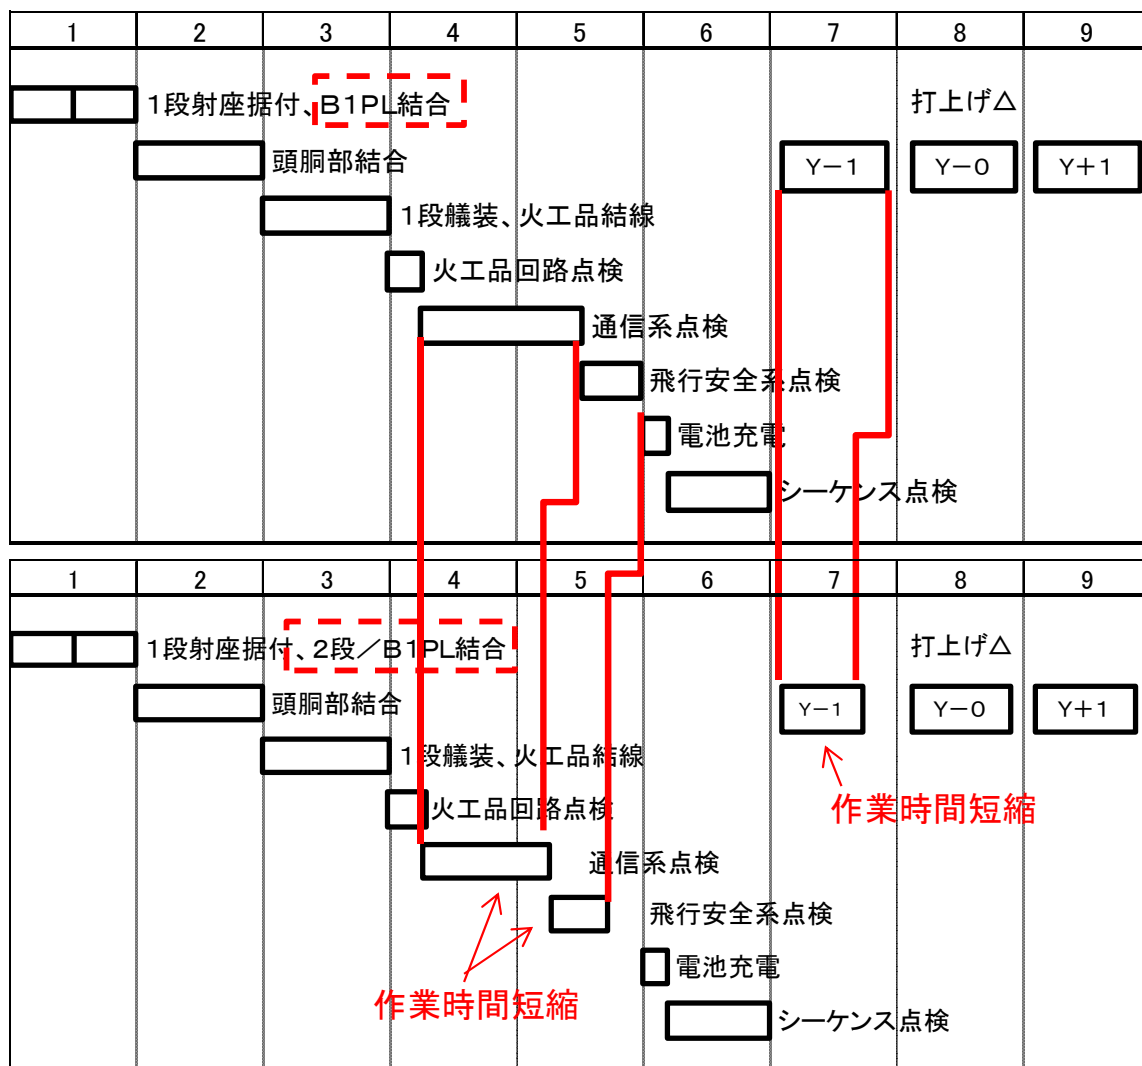 1 2 3 4 5 6 7 8 9
1段射座据付、B1PL結合
打上げ△
頭胴部結合
Y−1 Y−0 Y+1
1段艤装、火工品結線
火工品回路点検
通信系点検
飛行安全系点検
電池充電
シーケンス点検
1 2 3 4 5 6 7 8 9
1段射座据付、2段/B1PL結合
打上げ△
頭胴部結合
Y−1 Y−0 Y+1
1段艤装、火工品結線
火工品回路点検
作業時間短縮
通信系点検
飛行安全系点検
電池充電
作業時間短縮
シーケンス点検